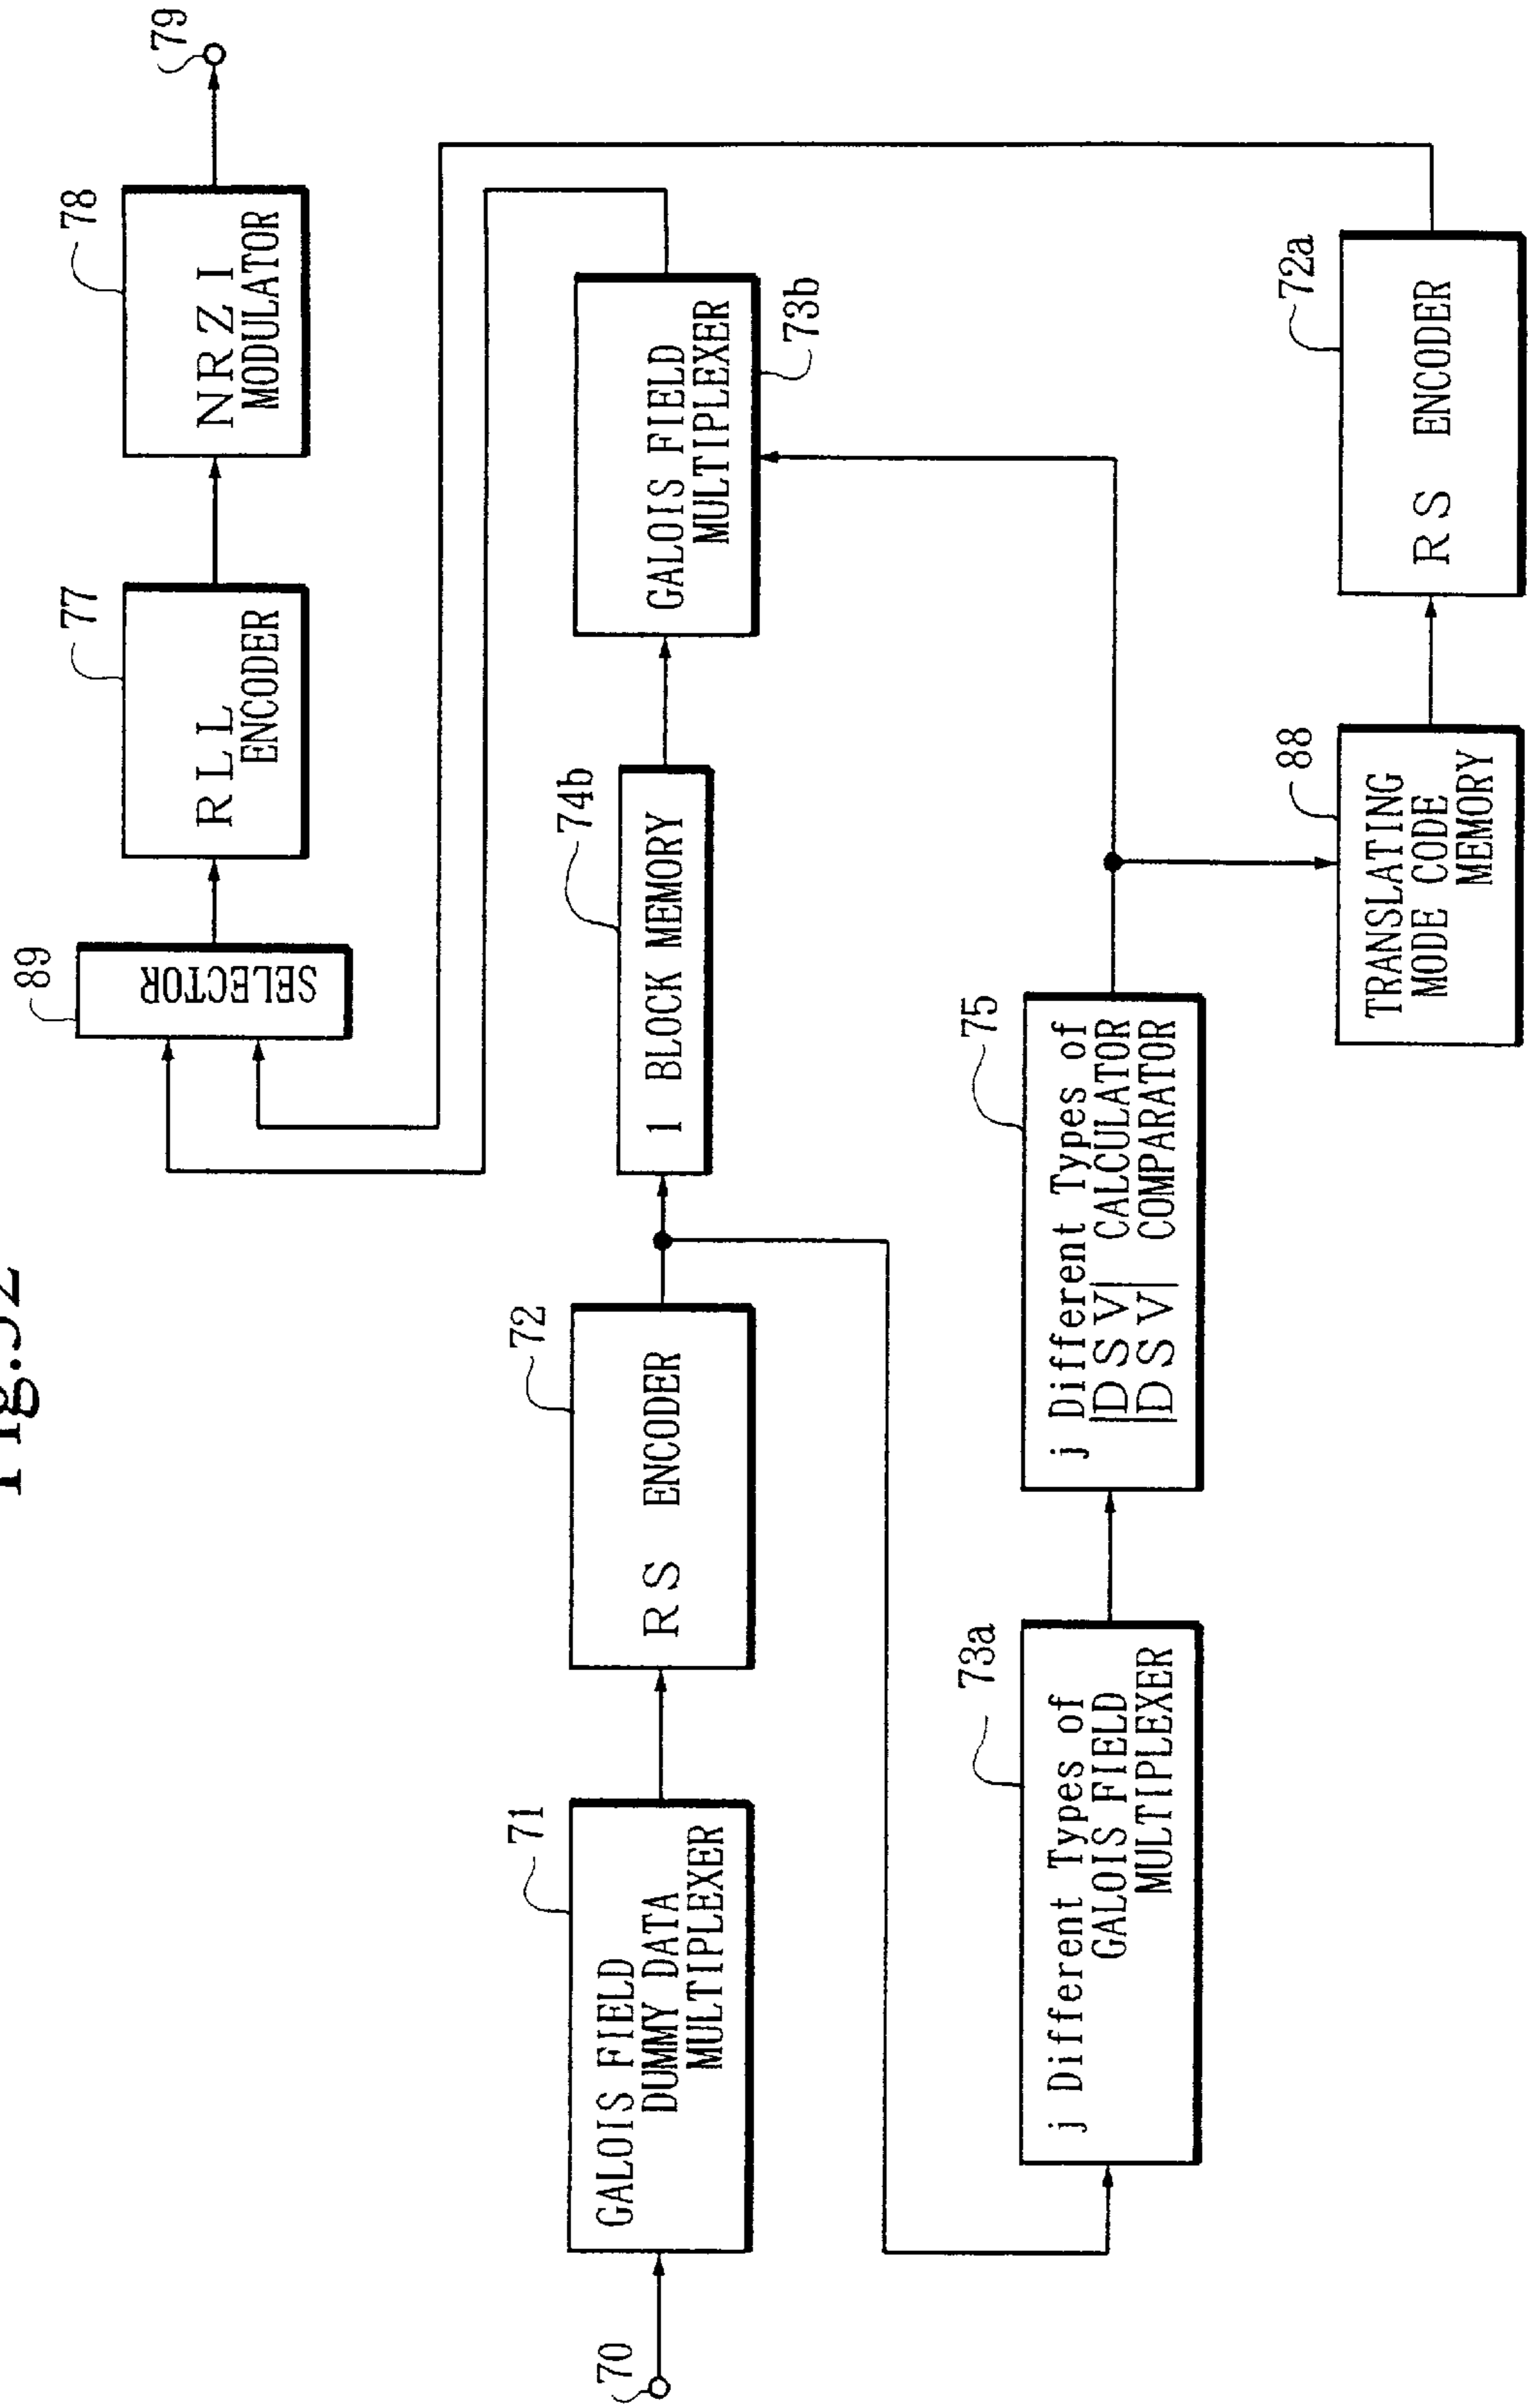 79
78
NRZI
MODULATOR
77
RLL
ENCODER
89
SELECTOR
GALOIS FIELD
MULTIPLEXER
73b
74b
1 BLOCK MEMORY
72
RS ENCODER
71
GALOIS FIELD
DUMMY DATA
MULTIPLEXER
70
73a
j Different Types of
GALOIS FIELD
MULTIPLEXER
75
j Different Types of
|DSV| CALCULATOR
|DSV| COMPARATOR
88
TRANSLATING
MODE CODE
MEMORY
72a
RS ENCODER